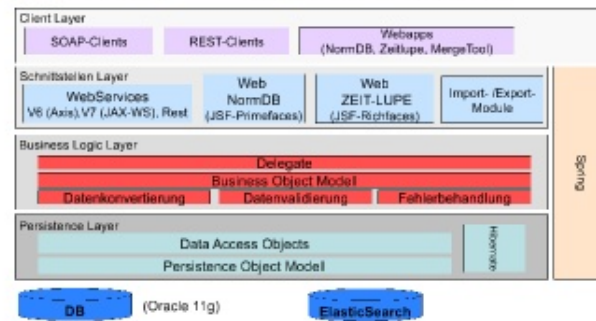 Client Layer
SOAP-Clients
REST-Clients
Webapps
(NormDB, Zeitlupe, MergeTool)
Schnittstellen Layer
WebServices
V6 (Axis),V7 (JAX-WS), Rest
Web
NormDB
(JSF-Primefaces)
Web
ZEIT-LUPE
(JSF-Richfaces)
Import- /Export-
Module
Spring
Business Logic Layer
Delegate
Business Object Model
Datenkonvertierung
Datenvalidierung
Fehlerbehandlung
Persistence Layer
Data Access Objects
Persistence Object Model
Hibernate
DB
(Oracle 11g)
ElasticSearch